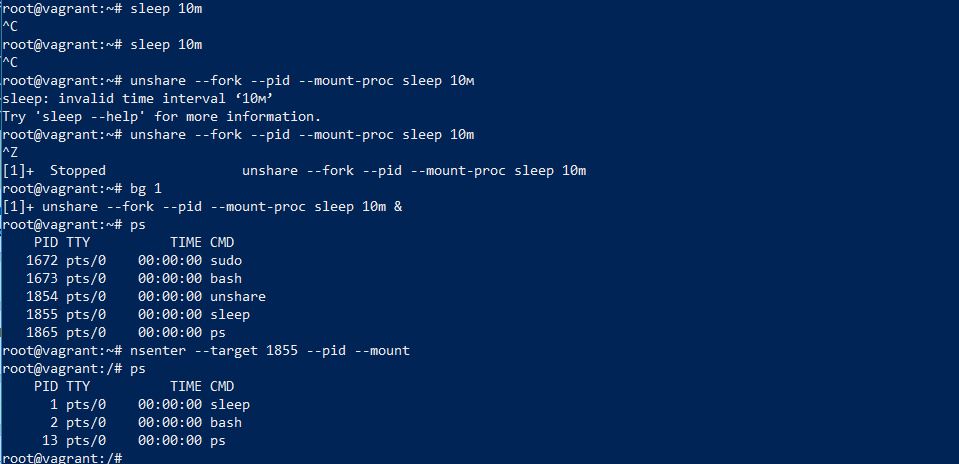 root@vagrant:~# sleep 10m
^C
root@vagrant:~# sleep 10m
^C
root@vagrant:~# unshare --fork --pid --mount-proc sleep 10м
sleep: invalid time interval ‘10м’
Try 'sleep --help' for more information.
root@vagrant:~# unshare --fork --pid --mount-proc sleep 10m
^Z
[1]+  Stopped                 unshare --fork --pid --mount-proc sleep 10m
root@vagrant:~# bg 1
[1]+ unshare --fork --pid --mount-proc sleep 10m &
root@vagrant:~# ps
    PID TTY          TIME CMD
   1672 pts/0    00:00:00 sudo
   1673 pts/0    00:00:00 bash
   1854 pts/0    00:00:00 unshare
   1855 pts/0    00:00:00 sleep
   1865 pts/0    00:00:00 ps
root@vagrant:~# nsenter --target 1855 --pid --mount
root@vagrant:/# ps
    PID TTY          TIME CMD
      1 pts/0    00:00:00 sleep
      2 pts/0    00:00:00 bash
     13 pts/0    00:00:00 ps
root@vagrant:/#